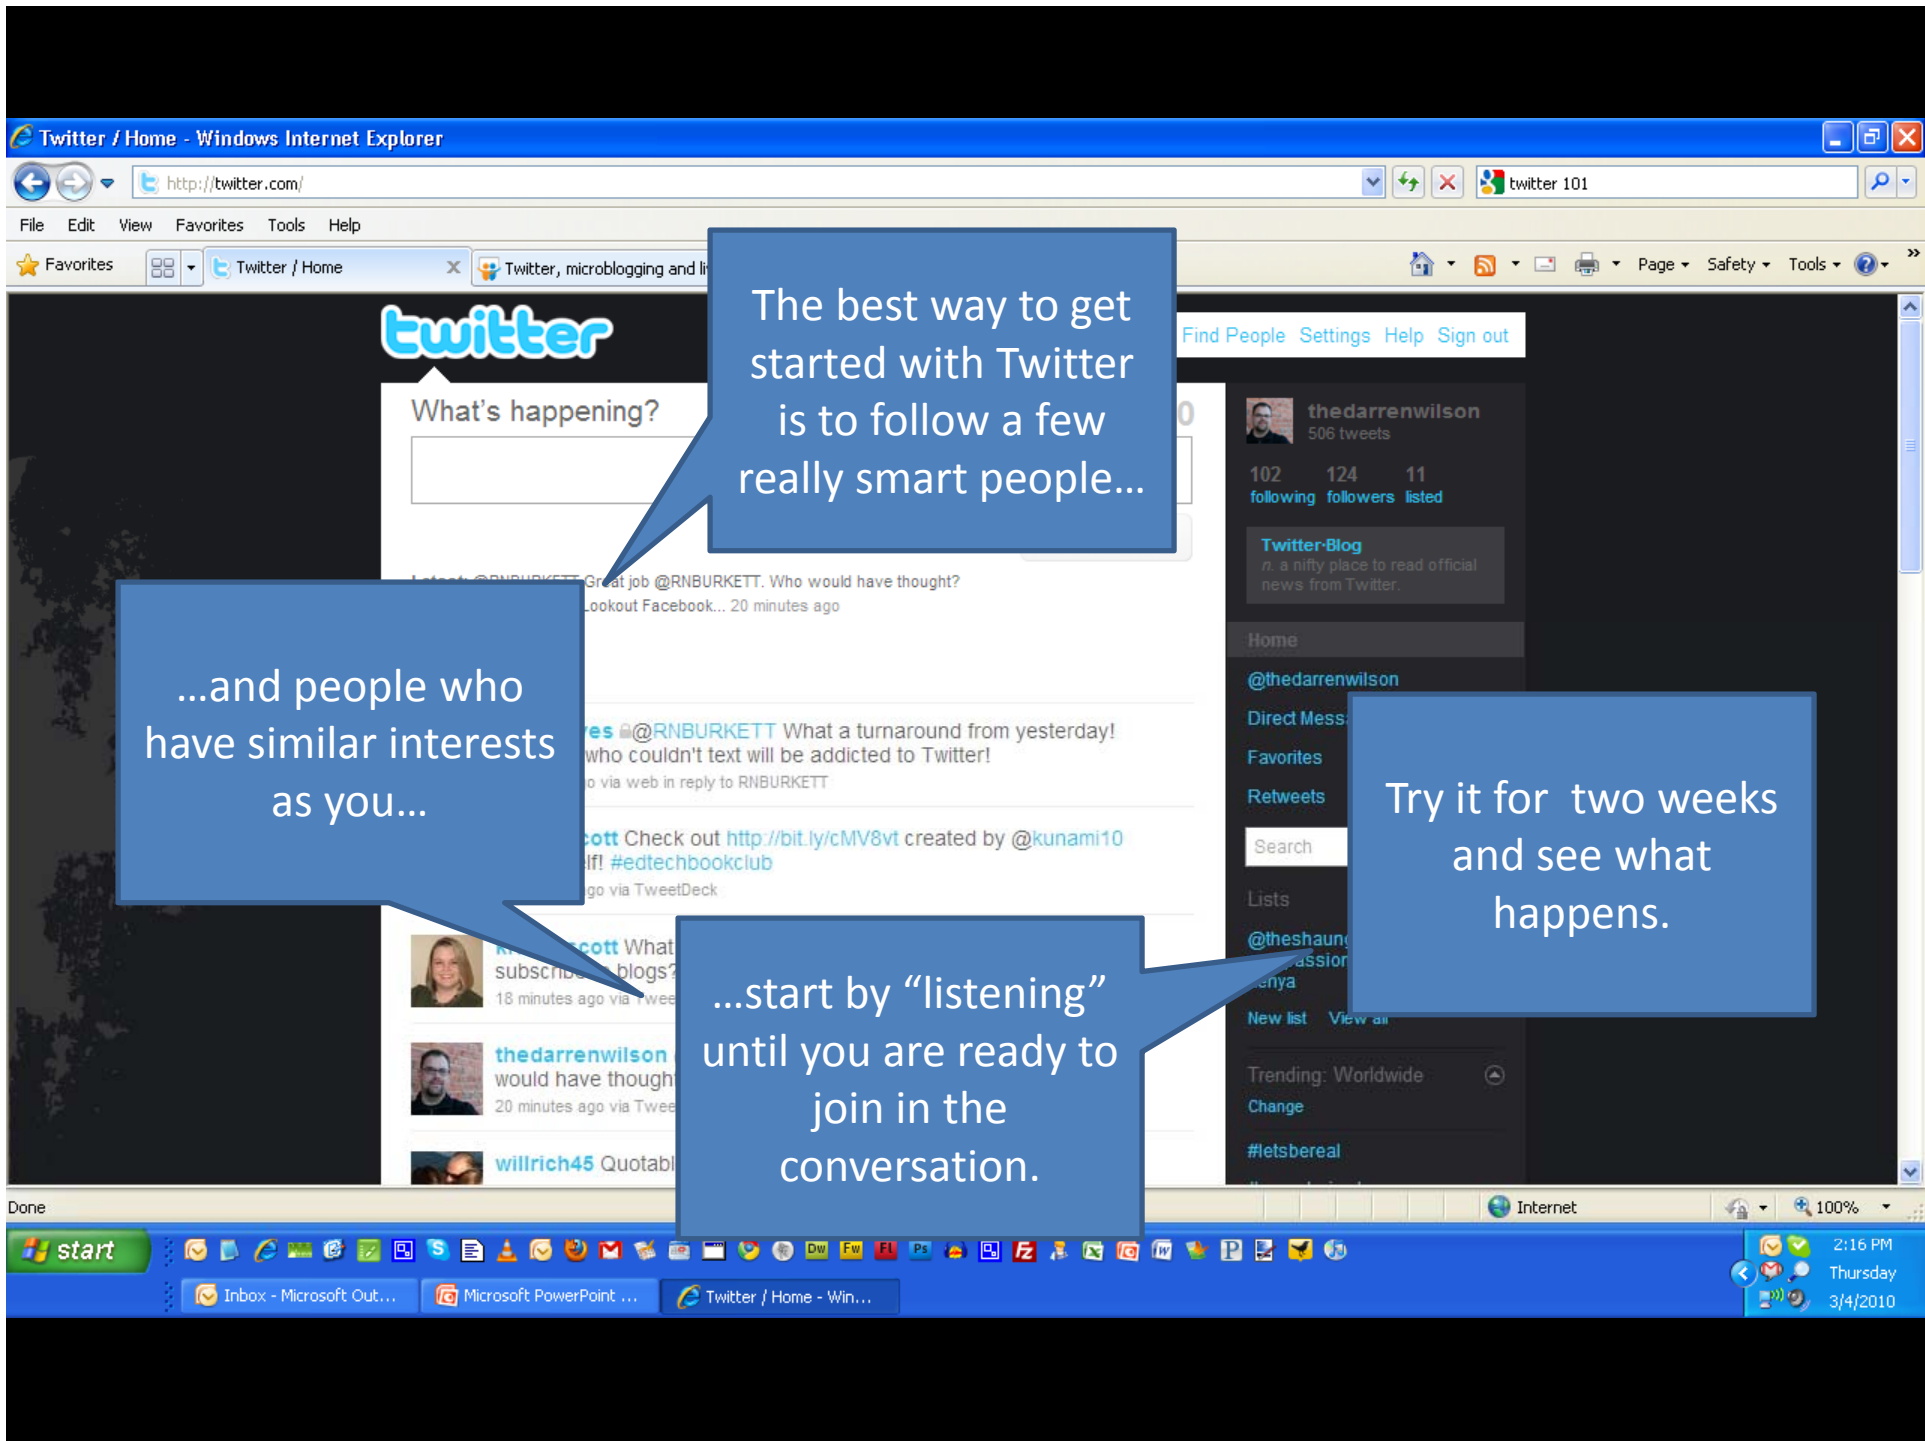 Twitter / Home - Windows Internet Explorer
http://twitter.com/
twitter 101
File Edit View Favorites Tools Help
Favorites
Twitter / Home
Twitter, microblogging and
Page Safety Tools
twitter
Find People Settings Help Sign out
The best way to get
started with Twitter
is to follow a few
really smart people…
What's happening?
0
@RNBURKETT Great job @RNBURKETT. Who would have thought?
Lookout Facebook... 20 minutes ago
…and people who
have similar interests
as you…
@RNBURKETT What a turnaround from yesterday!
who couldn't text will be addicted to Twitter!
via web in reply to RNBURKETT
Check out http://bit.ly/cMV8vt created by @kunami10
#edtechbookclub
ago via TweetDeck
What
blogs?
18 minutes ago via
thedarrenwilson
would have thought
20 minutes ago via
willrich45
…start by “listening”
until you are ready to
join in the
conversation.
thedarrenwilson
506 tweets
102 124 11
following followers listed
Twitter·Blog
n. a nifty place to read official
news from Twitter.
Home
@thedarrenwilson
Direct
Favorites
Retweets
Search
Lists
New list View all
Trending: Worldwide
Change
#letsbereal
Try it for two weeks
and see what
happens.
Done
Internet
100%
start
Inbox - Microsoft Out...
Microsoft PowerPoint ...
Twitter / Home - Win...
2:16 PM
Thursday
3/4/2010